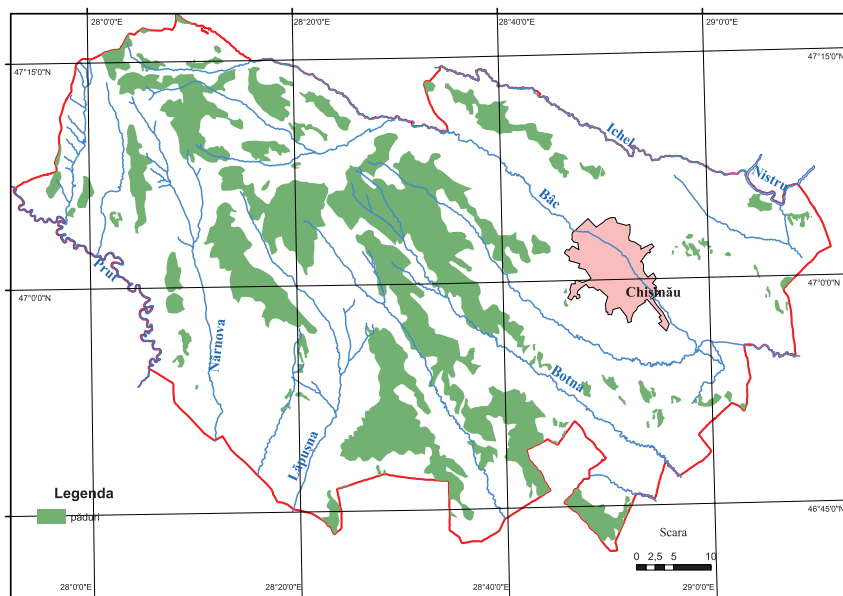 28°0'0"E
28°20'0"E
28°40'0"E
29°0'0"E
47°15'0"N
47°15'0"N
Ichel
Nistru
Bâc
Prut
47°0'0"N
47°0'0"N
Chișinău
Nârnova
Botna
Lăpușna
Legenda
păduri
46°45'0"N
Scara
0 2,5 5 10
28°0'0"E
28°20'0"E
28°40'0"E
29°0'0"E